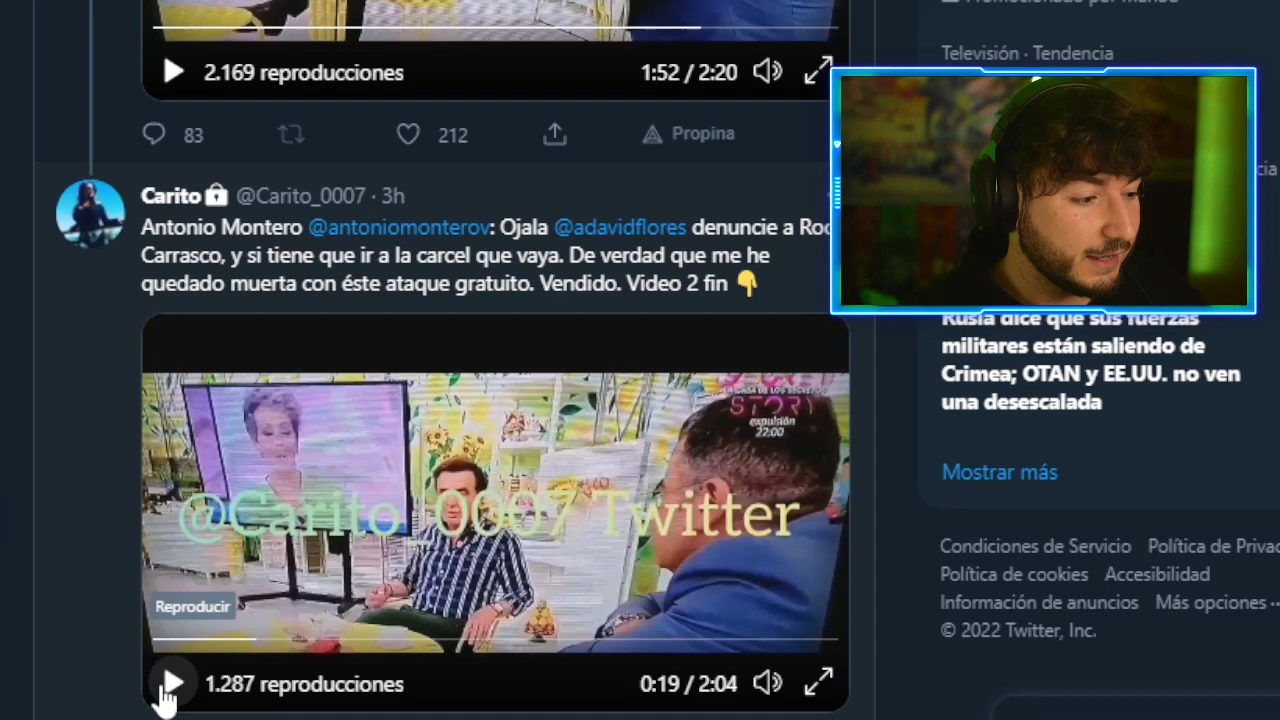 Televisión · Tendencia
2.169 reproducciones
1:52 / 2:20
83
212
Propina
Carito @Carito_0007 · 3h
Antonio Montero @antoniomonterov: Ojala @adavidflores denuncie a
Carrasco, y si tiene que ir a la carcel que vaya. De verdad que me he
quedado muerta con éste ataque gratuito. Vendido. Video 2 fin 👇
Rusia dice que sus fuerzas
militares están saliendo de
Crimea; OTAN y EE.UU. no ven
una desescalada
Mostrar más
STORY
expulsión
22:00
@Carito_0007 Twitter
Reproducir
1.287 reproducciones
0:19 / 2:04
Condiciones de Servicio Política de
Política de cookies Accesibilidad
Información de anuncios Más opciones ··
© 2022 Twitter, Inc.